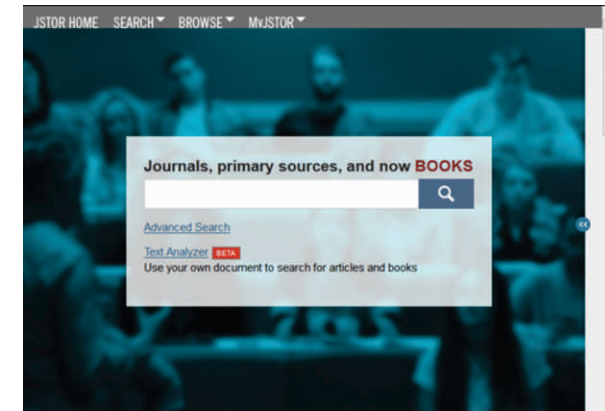 JSTOR HOME SEARCH BROWSE MyJSTOR
Journals, primary sources, and now BOOKS
Advanced Search
Text Analyzer BETA
Use your own document to search for articles and books